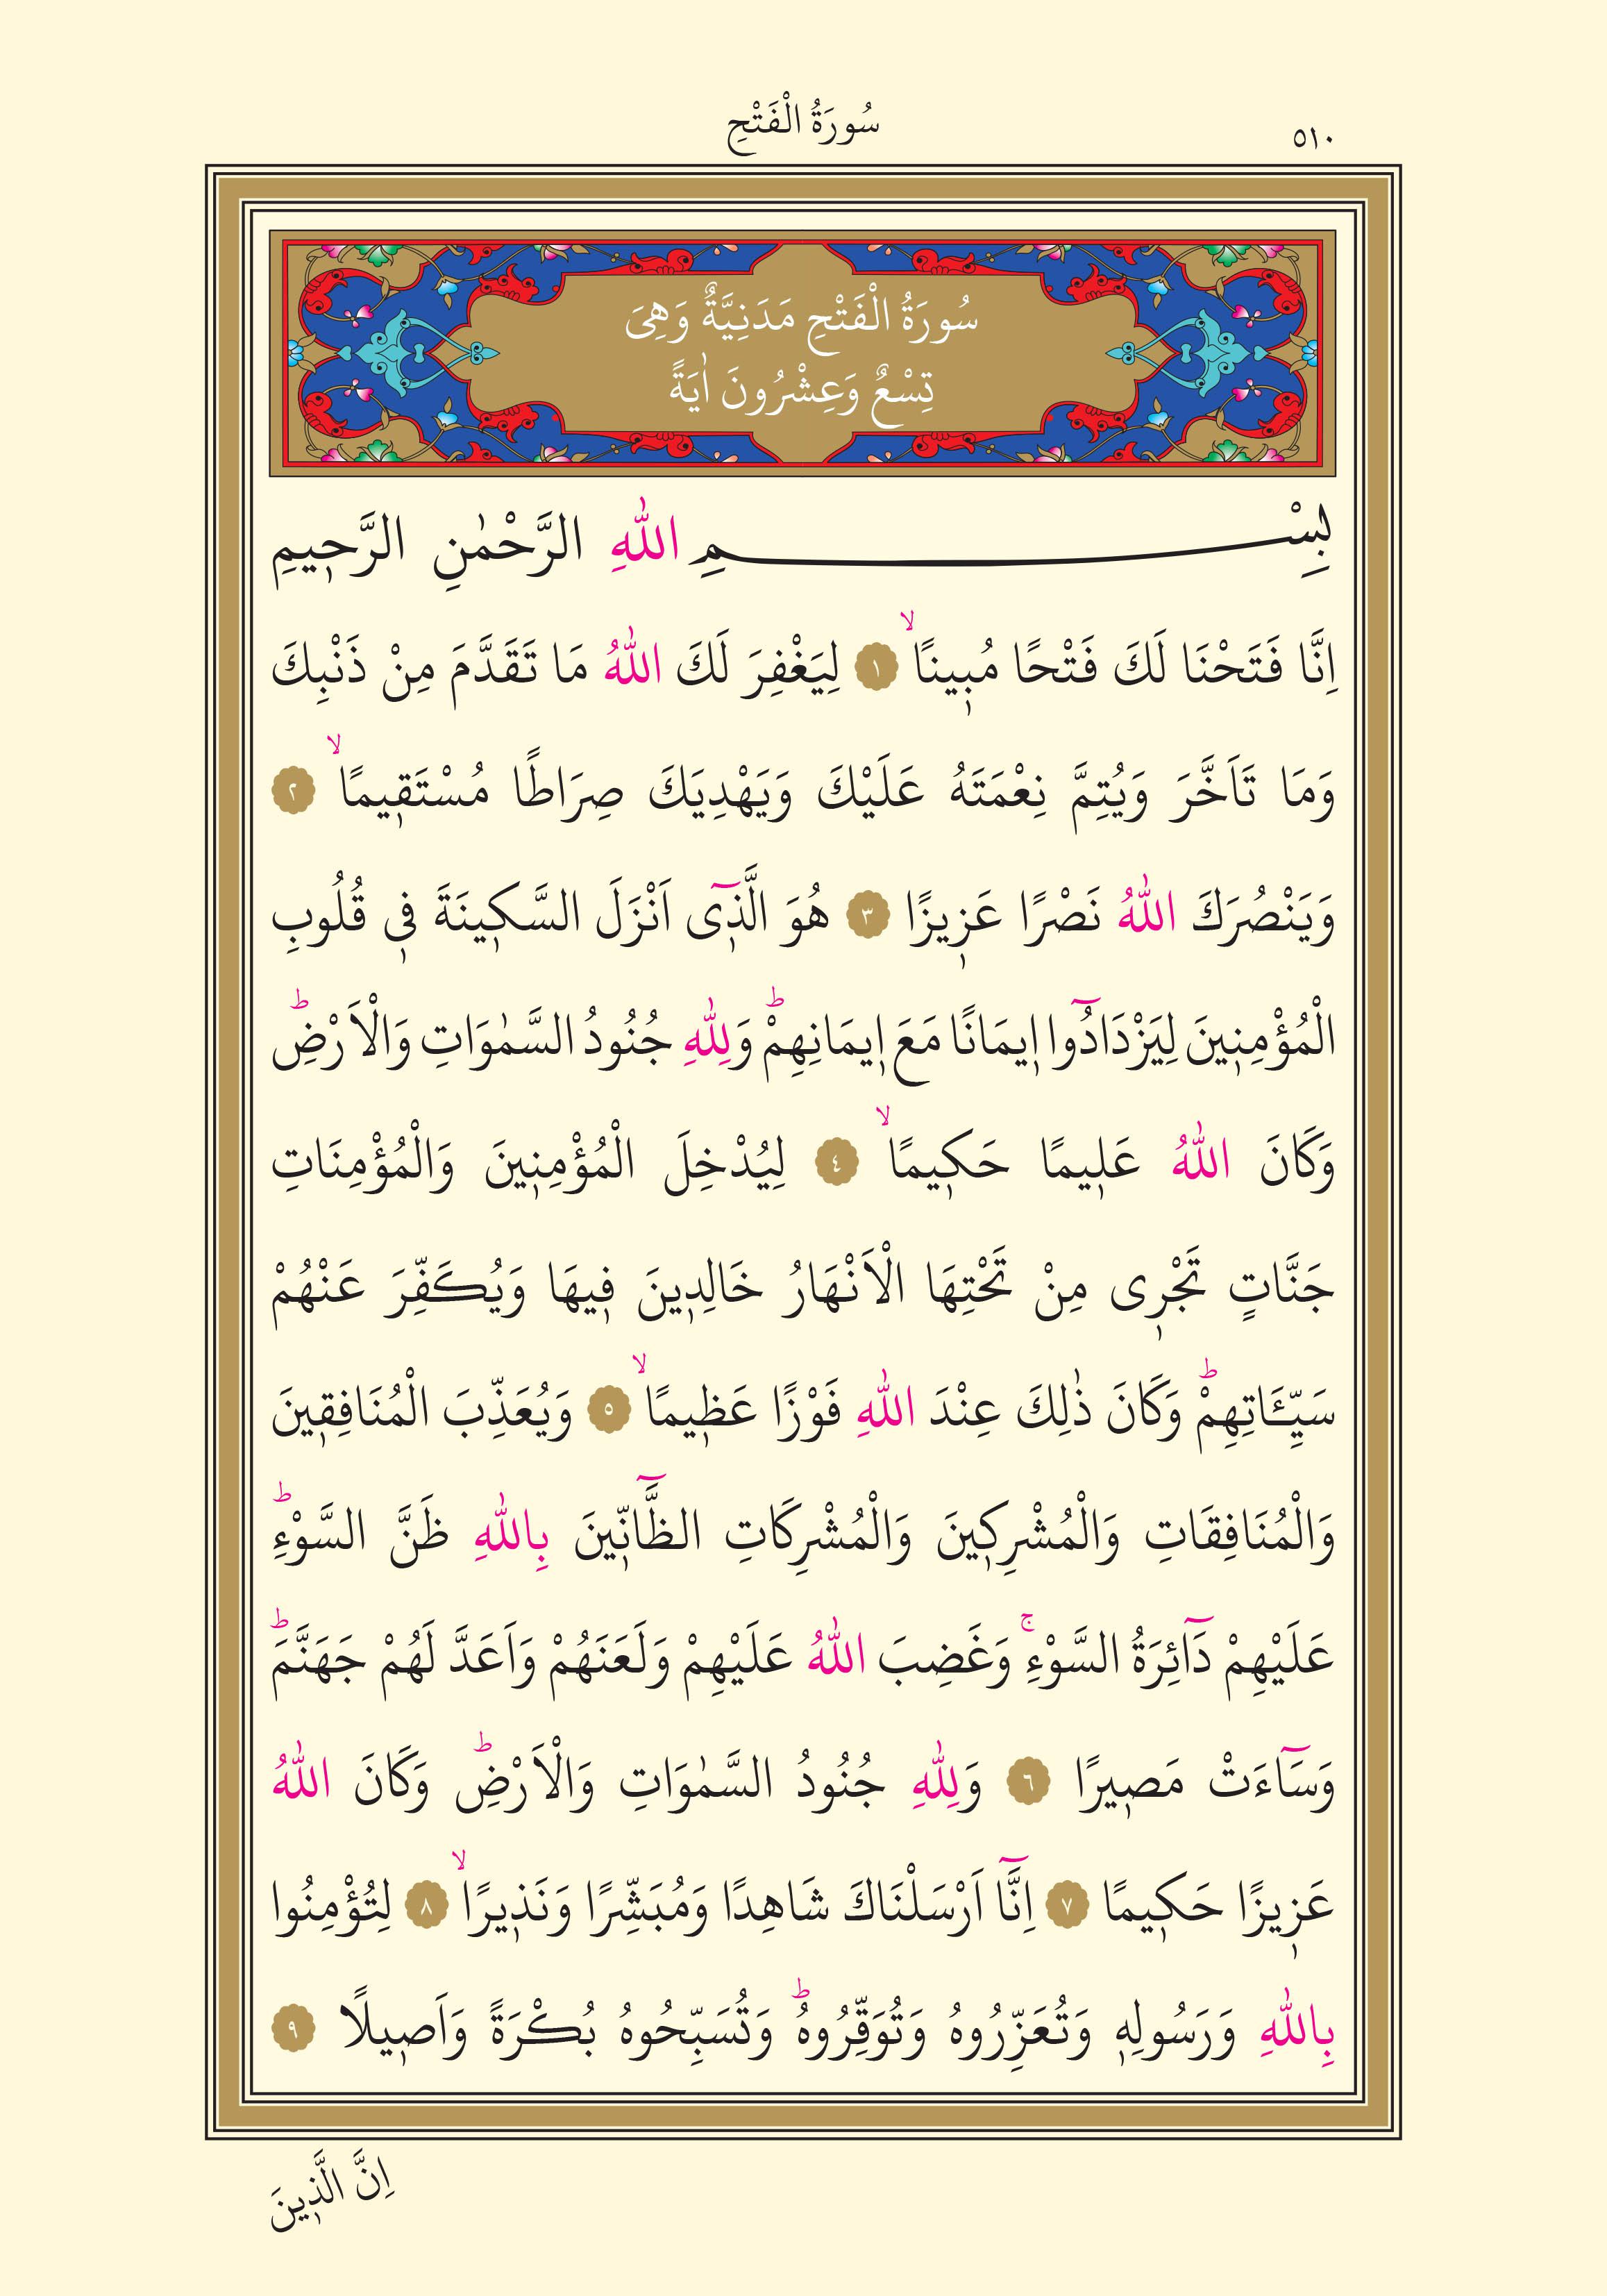 ٥١٠
سُورَةُ الْفَتْحِ
سُورَةُ الْفَتْحِ مَدَنِيَّةٌ وَهِىَ
تِسْعٌ وَعِشْرُونَ اٰيَةً
بِسْمِ اللّٰهِ الرَّحْمٰنِ الرَّحٖيمِ
اِنَّا فَتَحْنَا لَكَ فَتْحًا مُبٖينًاۙ ١ لِيَغْفِرَ لَكَ اللّٰهُ مَا تَقَدَّمَ مِنْ ذَنْبِكَ
وَمَا تَاَخَّرَ وَيُتِمَّ نِعْمَتَهُ عَلَيْكَ وَيَهْدِيَكَ صِرَاطًا مُسْتَقٖيمًاۙ ٢
وَيَنْصُرَكَ اللّٰهُ نَصْرًا عَزٖيزًا ٣ هُوَ الَّذٖٓى اَنْزَلَ السَّكٖينَةَ فٖى قُلُوبِ
الْمُؤْمِنٖينَ لِيَزْدَادُٓوا اٖيمَانًا مَعَ اٖيمَانِهِمْؕ وَلِلّٰهِ جُنُودُ السَّمٰوَاتِ وَالْاَرْضِؕ
وَكَانَ اللّٰهُ عَلٖيمًا حَكٖيمًاۙ ٤ لِيُدْخِلَ الْمُؤْمِنٖينَ وَالْمُؤْمِنَاتِ
جَنَّاتٍ تَجْرٖى مِنْ تَحْتِهَا الْاَنْهَارُ خَالِدٖينَ فٖيهَا وَيُكَفِّرَ عَنْهُمْ
سَيِّـَٔاتِهِمْؕ وَكَانَ ذٰلِكَ عِنْدَ اللّٰهِ فَوْزًا عَظٖيمًاۙ ٥ وَيُعَذِّبَ الْمُنَافِقٖينَ
وَالْمُنَافِقَاتِ وَالْمُشْرِكٖينَ وَالْمُشْرِكَاتِ الظَّٓانّٖينَ بِاللّٰهِ ظَنَّ السَّوْءِؕ
عَلَيْهِمْ دَٓائِرَةُ السَّوْءِۚ وَغَضِبَ اللّٰهُ عَلَيْهِمْ وَلَعَنَهُمْ وَاَعَدَّ لَهُمْ جَهَنَّمَؕ
وَسَٓاءَتْ مَصٖيرًا ٦ وَلِلّٰهِ جُنُودُ السَّمٰوَاتِ وَالْاَرْضِؕ وَكَانَ اللّٰهُ
عَزٖيزًا حَكٖيمًا ٧ اِنَّٓا اَرْسَلْنَاكَ شَاهِدًا وَمُبَشِّرًا وَنَذٖيرًاۙ ٨ لِتُؤْمِنُوا
بِاللّٰهِ وَرَسُولِهٖ وَتُعَزِّرُوهُ وَتُوَقِّرُوهُؕ وَتُسَبِّحُوهُ بُكْرَةً وَاَصٖيلًا ٩
اِنَّ الَّذٖينَ